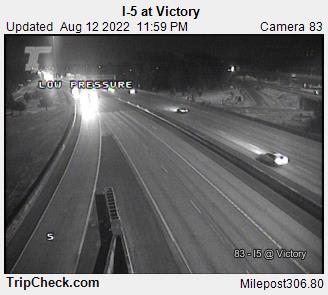 I-5 at Victory
Updated Aug 12 2022 11:59 PM Camera 83
LOW PRESSURE
S
83 - I5 @ Victory
TripCheck.com Milepost306.80